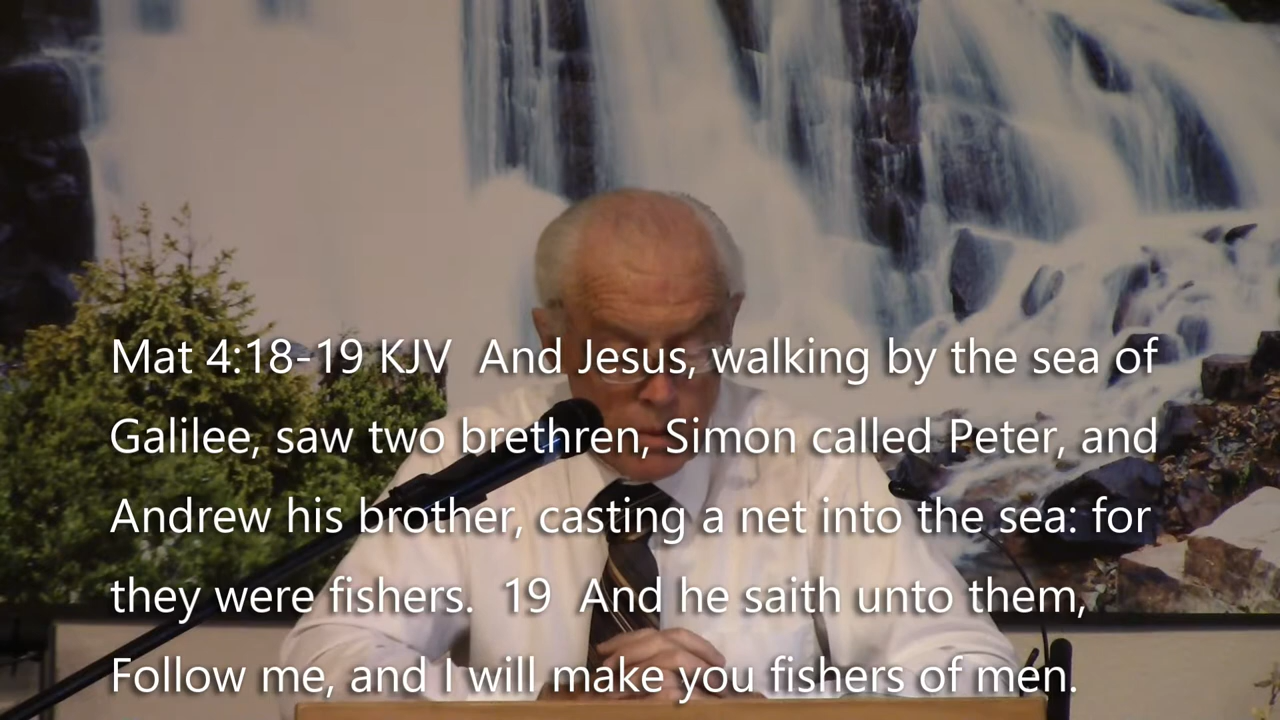 Mat 4:18-19 KJV  And Jesus, walking by the sea of
Galilee, saw two brethren, Simon called Peter, and
Andrew his brother, casting a net into the sea: for
they were fishers.  19  And he saith unto them,
Follow me, and I will make you fishers of men.